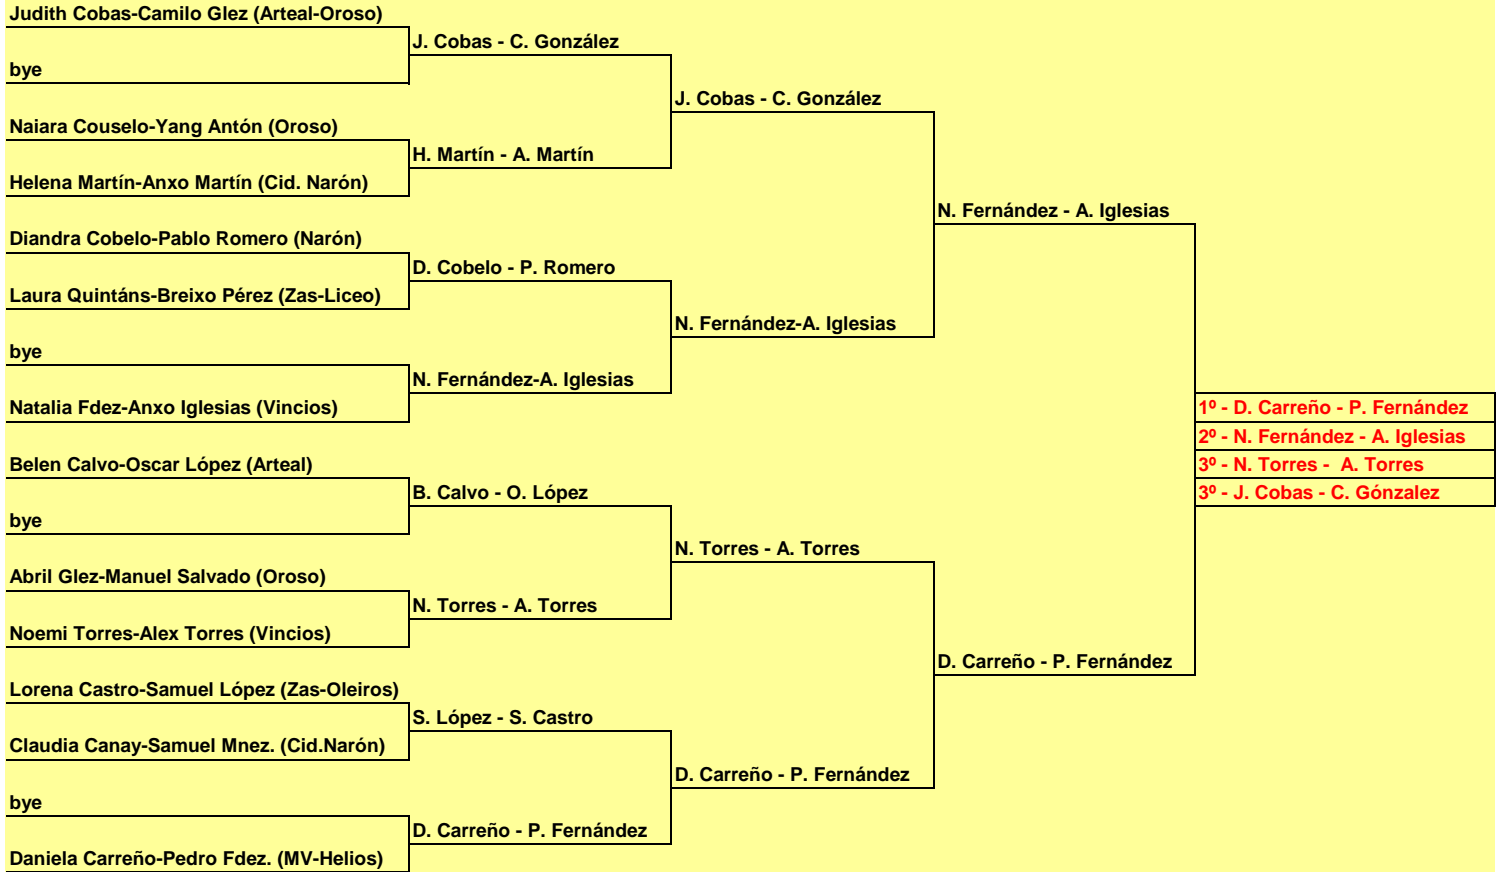 Judith Cobas-Camilo Glez (Arteal-Oroso)
J. Cobas - C. González
bye
J. Cobas - C. González
Naiara Couselo-Yang Antón (Oroso)
H. Martín - A. Martín
Helena Martín-Anxo Martín (Cid. Narón)
N. Fernández - A. Iglesias
Diandra Cobelo-Pablo Romero (Narón)
D. Cobelo - P. Romero
Laura Quintáns-Breixo Pérez (Zas-Liceo)
N. Fernández-A. Iglesias
bye
N. Fernández-A. Iglesias
Natalia Fdez-Anxo Iglesias (Vincios)
1º - D. Carreño - P. Fernández
2º - N. Fernández - A. Iglesias
3º - N. Torres - A. Torres
3º - J. Cobas - C. Gónzalez
Belen Calvo-Oscar López (Arteal)
B. Calvo - O. López
bye
N. Torres - A. Torres
Abril Glez-Manuel Salvado (Oroso)
N. Torres - A. Torres
Noemi Torres-Alex Torres (Vincios)
D. Carreño - P. Fernández
Lorena Castro-Samuel López (Zas-Oleiros)
S. López - S. Castro
Claudia Canay-Samuel Mnez. (Cid.Narón)
D. Carreño - P. Fernández
bye
D. Carreño - P. Fernández
Daniela Carreño-Pedro Fdez. (MV-Helios)